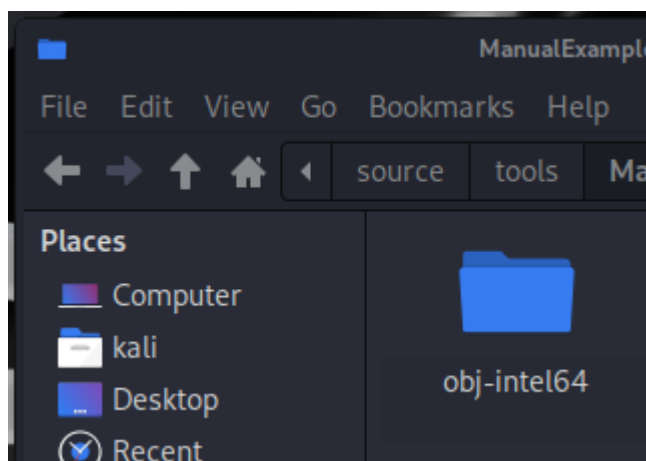 ManualExample
File Edit View Go Bookmarks Help
source tools Ma
Places
Computer
kali
Desktop
Recent
obj-intel64